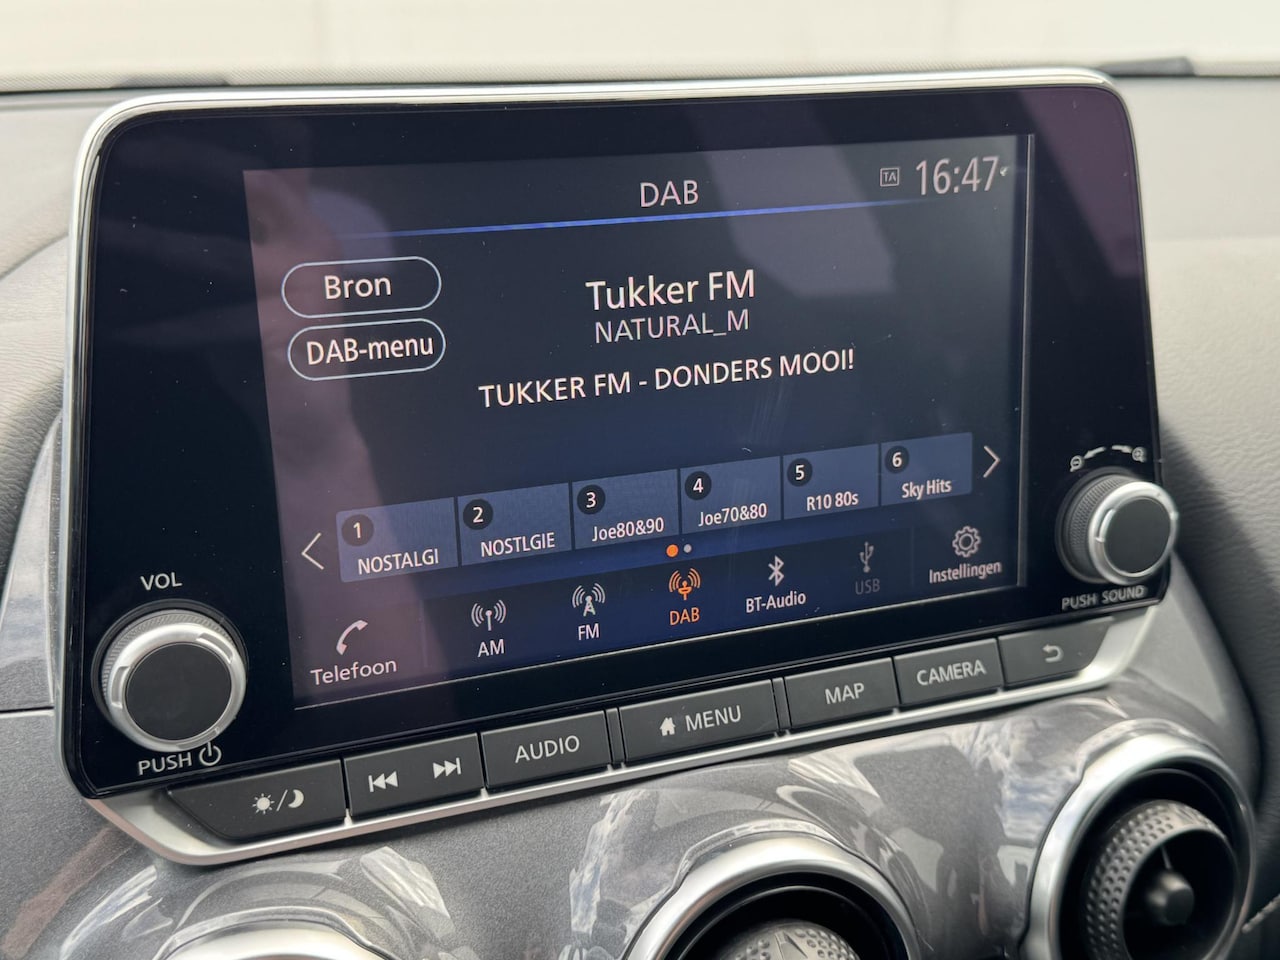 DAB
TA 16:47
Bron
DAB-menu
Tukker FM
NATURAL_M
TUKKER FM - DONDERS MOOI!
1 NOSTALGI
2 NOSTLGIE
3 Joe80&90
4 Joe70&80
5 R10 80s
6 Sky Hits
Telefoon
AM
FM
DAB
BT-Audio
USB
Instellingen
VOL
PUSH
PUSH SOUND
AUDIO
MENU
MAP
CAMERA